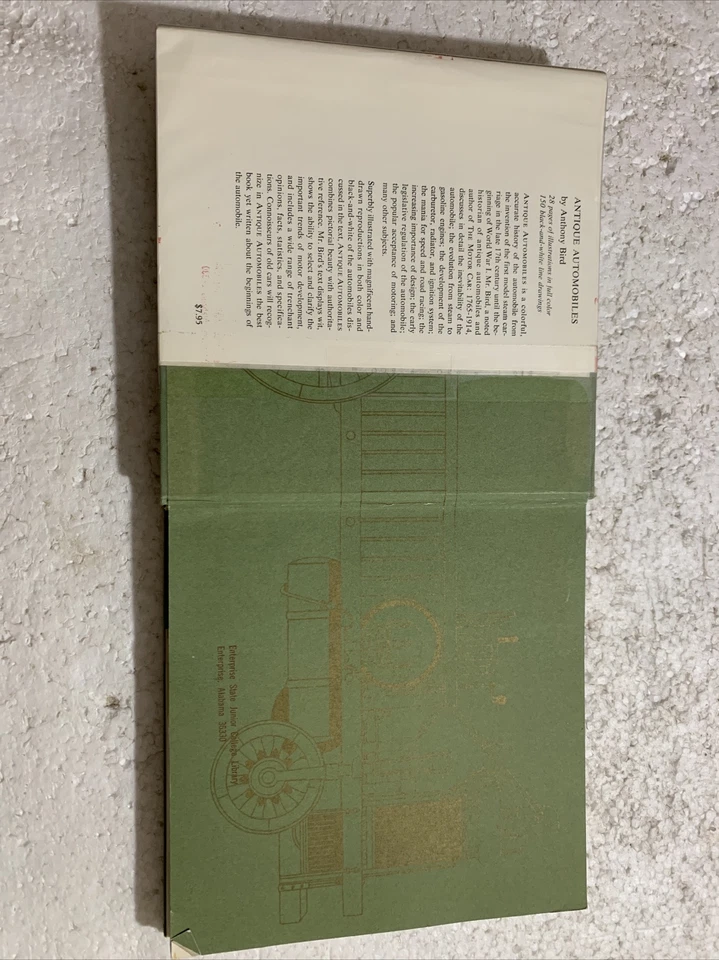 ANTIQUE AUTOMOBILES
by Anthony Bird
28 pages of illustrations in full color
150 black-and-white line drawings
ANTIQUE AUTOMOBILES is a colorful,
accurate history of the automobile from
the invention of the first model steam car-
riage in the late 17th century until the be-
ginning of World War I. Mr. Bird, a noted
historian of antique automobiles and
author of THE MOTOR CAR: 1765-1914,
discusses in detail the inevitability of the
automobile; the evolution from steam to
gasoline engines; the development of the
carburetor, radiator, and ignition system;
the mania for speed and road racing; the
increasing importance of design; the early
legislative regulation of the automobile;
the popular acceptance of motoring; and
many other subjects.
Superbly illustrated with magnificent hand-
drawn reproductions in both color and
black-and-white of the automobiles dis-
cussed in the text, ANTIQUE AUTOMOBILES
combines pictorial beauty with authorita-
tive reference. Mr. Bird's text displays wit,
shows the ability to select and clarify the
important trends of motor development,
and includes a wide range of trenchant
opinions, facts, statistics, and specifica-
tions. Connoisseurs of old cars will recog-
nize in ANTIQUE AUTOMOBILES the best
book yet written about the beginnings of
the automobile.
$7.95
Enterprise State Junior College Library
Enterprise, Alabama 36330